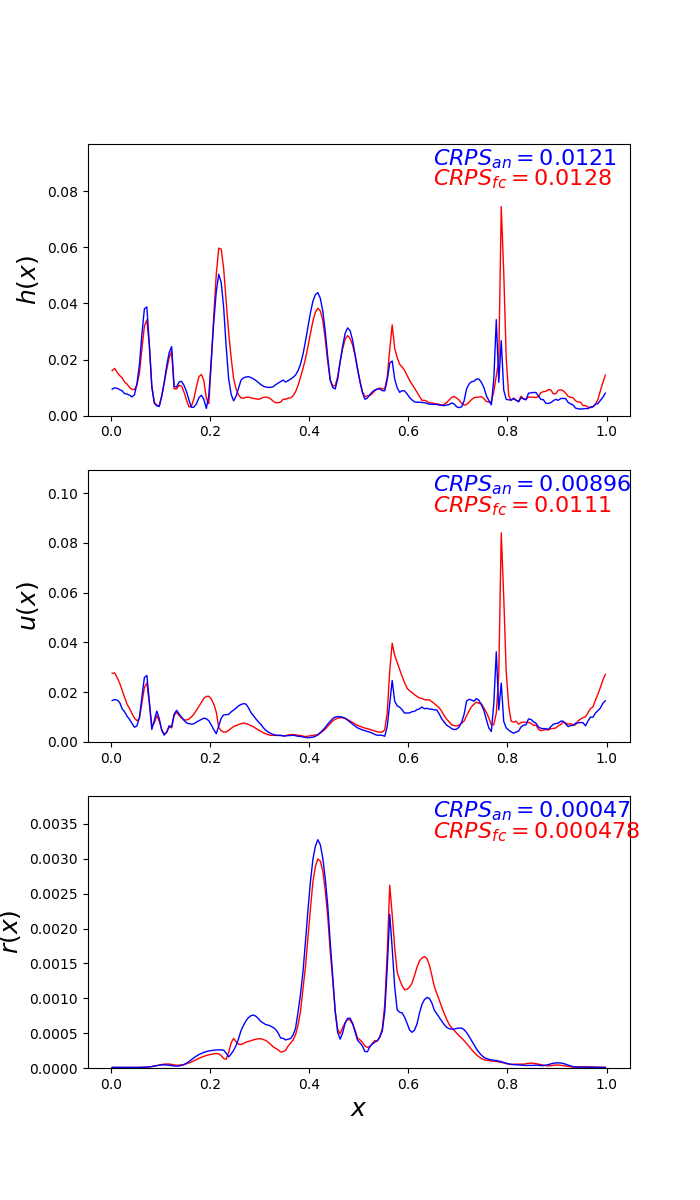 CRPS_an = 0.0121
CRPS_fc = 0.0128
h(x)
0.08
0.06
0.04
0.02
0.00
0.0 0.2 0.4 0.6 0.8 1.0
CRPS_an = 0.00896
CRPS_fc = 0.0111
u(x)
0.10
0.08
0.06
0.04
0.02
0.00
0.0 0.2 0.4 0.6 0.8 1.0
CRPS_an = 0.00047
CRPS_fc = 0.000478
r(x)
0.0035
0.0030
0.0025
0.0020
0.0015
0.0010
0.0005
0.0000
0.0 0.2 0.4 0.6 0.8 1.0
x